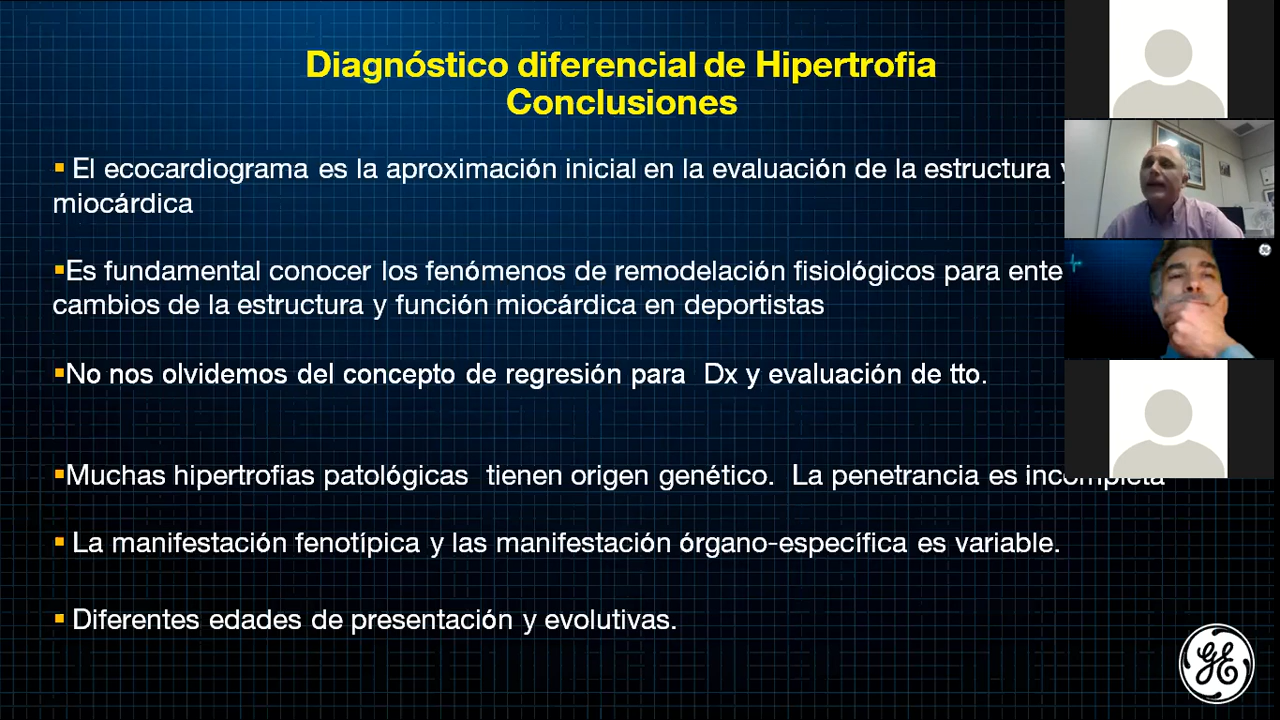 Diagnóstico diferencial de Hipertrofia
Conclusiones
▪ El ecocardiograma es la aproximación inicial en la evaluación de la estructura y
miocárdica
▪Es fundamental conocer los fenómenos de remodelación fisiológicos para ente
cambios de la estructura y función miocárdica en deportistas
▪No nos olvidemos del concepto de regresión para Dx y evaluación de tto.
▪Muchas hipertrofias patológicas tienen origen genético. La penetrancia es incompleta
▪ La manifestación fenotípica y las manifestación órgano-específica es variable.
▪ Diferentes edades de presentación y evolutivas.
GE